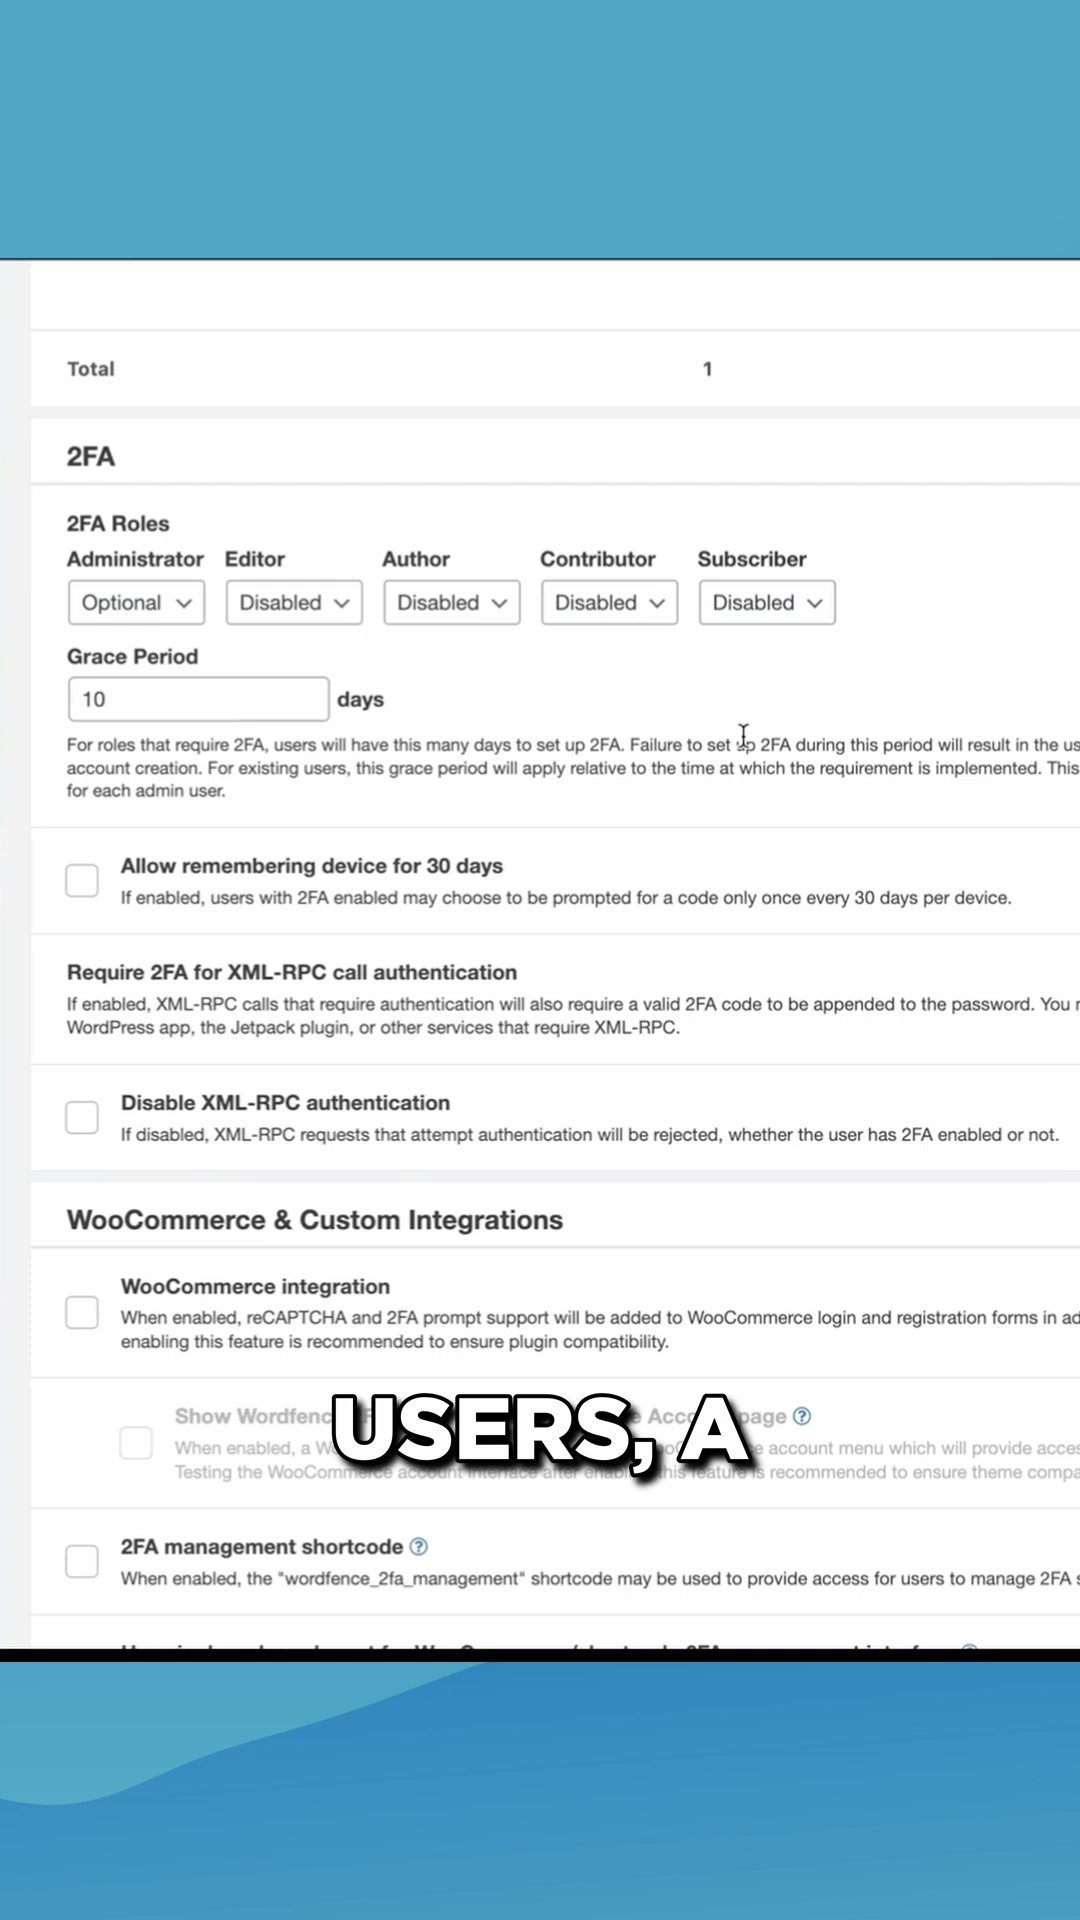 Total 1
2FA
2FA Roles
Administrator Editor Author Contributor Subscriber
Optional Disabled Disabled Disabled Disabled
Grace Period
10 days
For roles that require 2FA, users will have this many days to set up 2FA. Failure to set up 2FA during this period will result in the us
account creation. For existing users, this grace period will apply relative to the time at which the requirement is implemented. This
for each admin user.
Allow remembering device for 30 days
If enabled, users with 2FA enabled may choose to be prompted for a code only once every 30 days per device.
Require 2FA for XML-RPC call authentication
If enabled, XML-RPC calls that require authentication will also require a valid 2FA code to be appended to the password. You
WordPress app, the Jetpack plugin, or other services that require XML-RPC.
Disable XML-RPC authentication
If disabled, XML-RPC requests that attempt authentication will be rejected, whether the user has 2FA enabled or not.
WooCommerce & Custom Integrations
WooCommerce integration
When enabled, reCAPTCHA and 2FA prompt support will be added to WooCommerce login and registration forms in ad
enabling this feature is recommended to ensure plugin compatibility.
Show page
USERS, A
When enabled, a account menu which will provide acce
Testing the WooCommerce account interface after this feature is recommended to ensure theme compa
2FA management shortcode
When enabled, the "wordfence_2fa_management" shortcode may be used to provide access for users to manage 2FA s